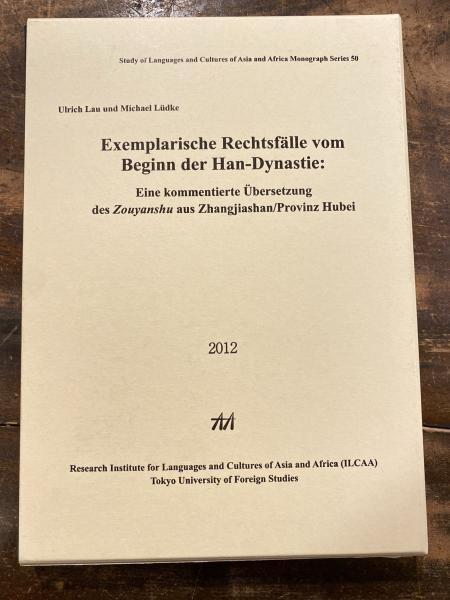 Study of Languages and Cultures of Asia and Africa Monograph Series 50
Ulrich Lau und Michael Lüdke
Exemplarische Rechtsfälle vom
Beginn der Han-Dynastie:
Eine kommentierte Übersetzung
des Zouyanshu aus Zhangjiashan/Provinz Hubei
2012
AA
Research Institute for Languages and Cultures of Asia and Africa (ILCAA)
Tokyo University of Foreign Studies